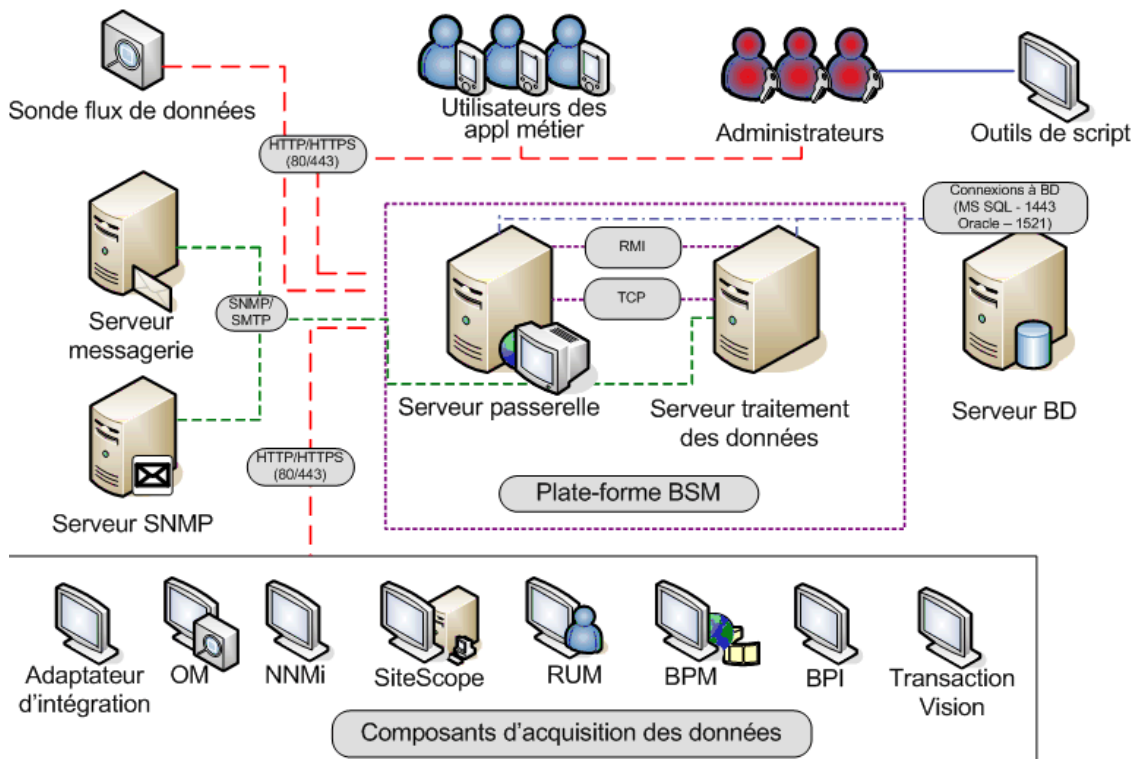 Sonde flux de données
Utilisateurs des
appl métier
Administrateurs
Outils de script
HTTP/HTTPS
(80/443)
Connexions à BD
(MS SQL - 1443
Oracle – 1521)
RMI
TCP
SNMP/
SMTP
Serveur
messagerie
Serveur passerelle
Serveur traitement
des données
Serveur BD
HTTP/HTTPS
(80/443)
Plate-forme BSM
Serveur SNMP
Adaptateur
d'intégration
OM
NNMi
SiteScope
RUM
BPM
BPI
Transaction
Vision
Composants d'acquisition des données